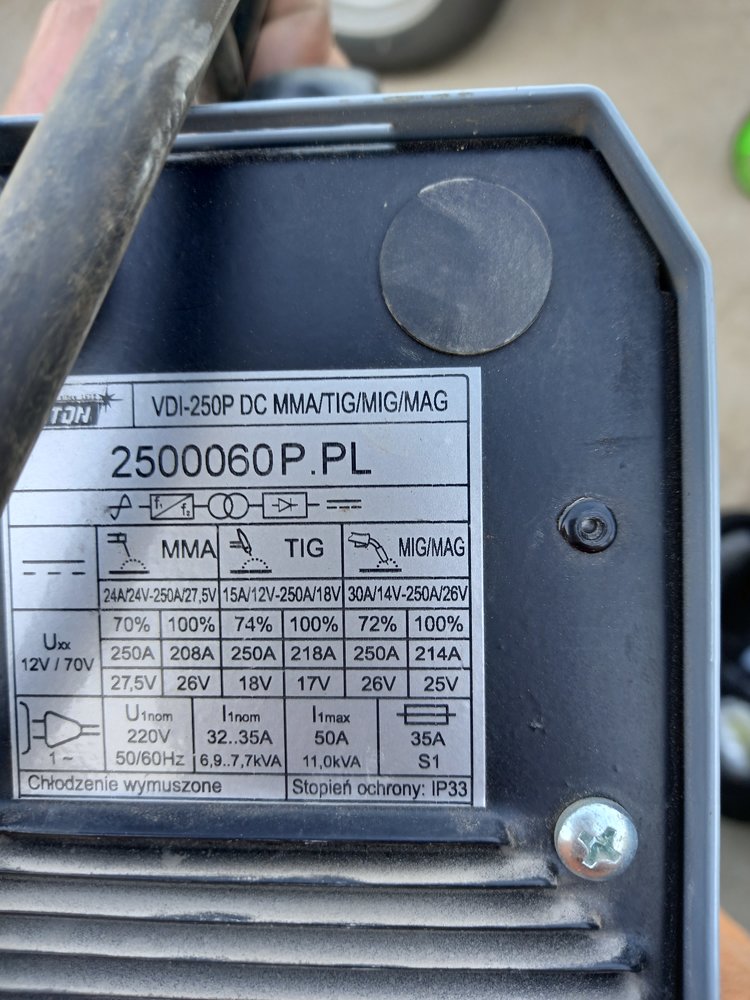 VDI-250P DC MMA/TIG/MIG/MAG
2500060P.PL
f₁ f₂
MMA TIG MIG/MAG
24A/24V-250A/27,5V 15A/12V-250A/18V 30A/14V-250A/26V
Uxx 12V / 70V
70% 100% 74% 100% 72% 100%
250A 208A 250A 218A 250A 214A
27,5V 26V 18V 17V 26V 25V
1~
U1nom I1nom I1max
220V 32..35A 50A 35A
50/60Hz 6,9..7,7kVA 11,0kVA S1
Chłodzenie wymuszone Stopień ochrony: IP33